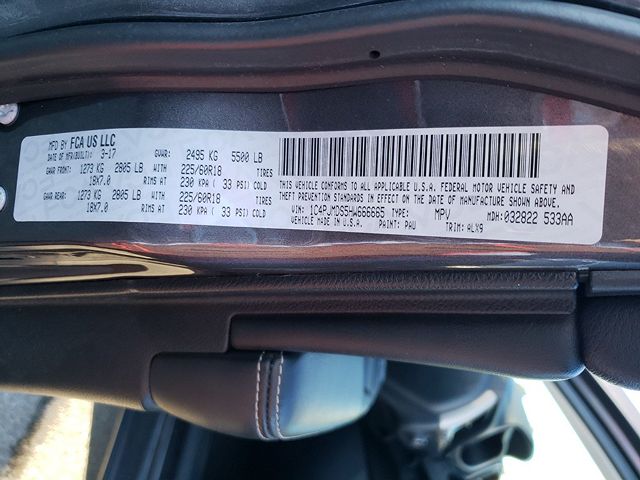 MFD BY FCA US LLC
DATE OF MFR(BUILT): 3-17 GVWR: 2495 KG 5500 LB
GAWR FRONT: 1273 KG 2805 LB WITH 225/60R18 TIRES
18X7.0 RIMS AT 230 KPA ( 33 PSI) COLD
GAWR REAR: 1273 KG 2805 LB WITH 225/60R18 TIRES
18X7.0 RIMS AT 230 KPA ( 33 PSI) COLD
THIS VEHICLE CONFORMS TO ALL APPLICABLE U.S.A. FEDERAL MOTOR VEHICLE SAFETY AND
THEFT PREVENTION STANDARDS IN EFFECT ON THE DATE OF MANUFACTURE SHOWN ABOVE.
VIN: 1C4PJMDS5HW666665 TYPE: MPV MDH: 032822 533AA
VEHICLE MADE IN U.S.A. PAINT: PAU TRIM: ALX9